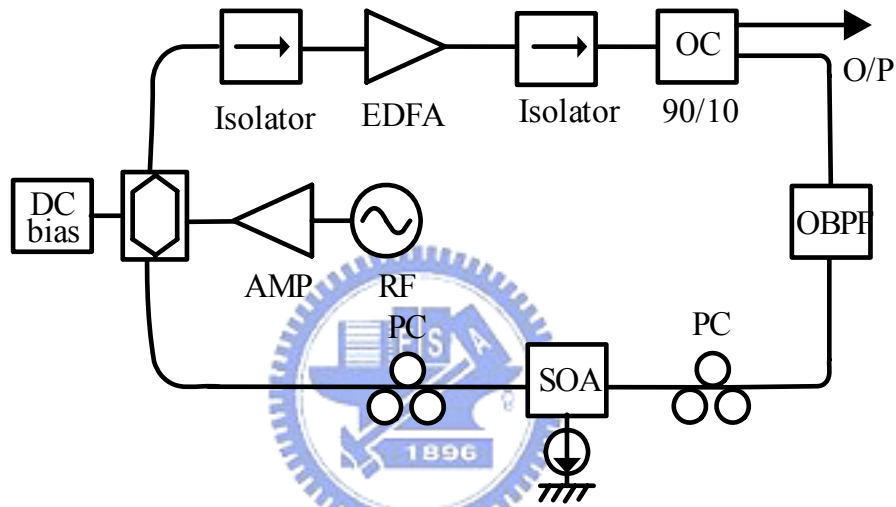 OC
O/P
Isolator
EDFA
Isolator
90/10
DC
bias
OBPF
AMP
RF
PC
PC
SOA
E S A
1896